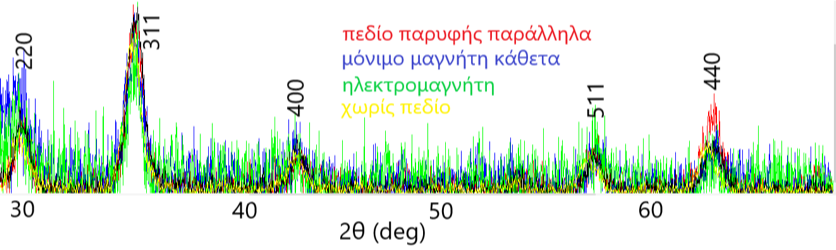 220
311
400
511
440
πεδίο παρυφής παράλληλα
μόνιμο μαγνήτη κάθετα
ηλεκτρομαγνήτη
χωρίς πεδίο
30
40
50
60
2θ (deg)